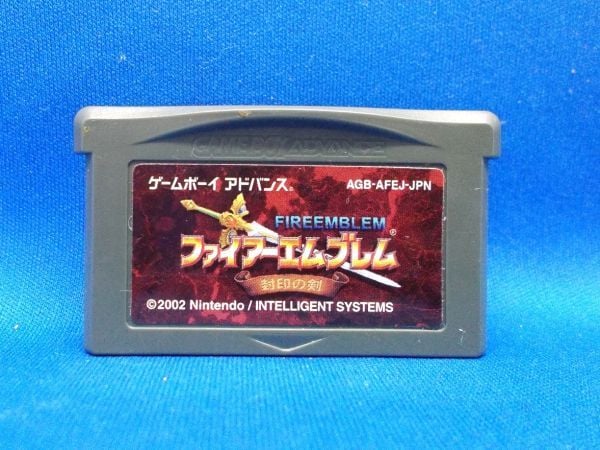 GAME BOY ADVANCE
ゲームボーイ アドバンス® AGB-AFEJ-JPN
FIREEMBLEM
ファイアーエムブレム®
封印の剣
©2002 Nintendo / INTELLIGENT SYSTEMS